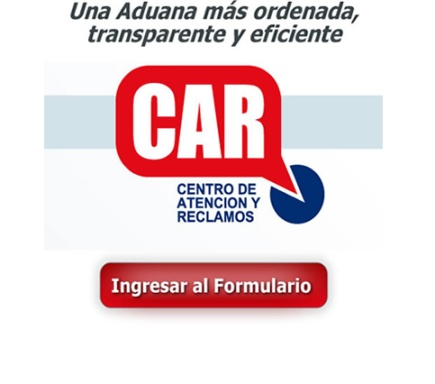 Una Aduana más ordenada,
transparente y eficiente
CAR
CENTRO DE
ATENCION Y
RECLAMOS
Ingresar al Formulario